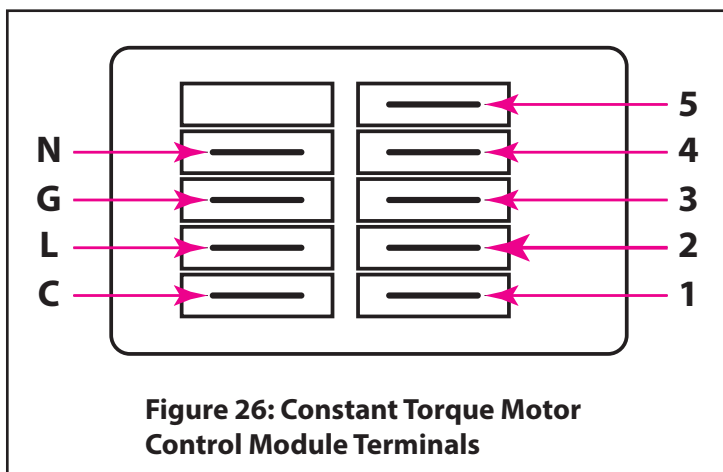 5
N 4
G 3
L 2
C 1
Figure 26: Constant Torque Motor
Control Module Terminals